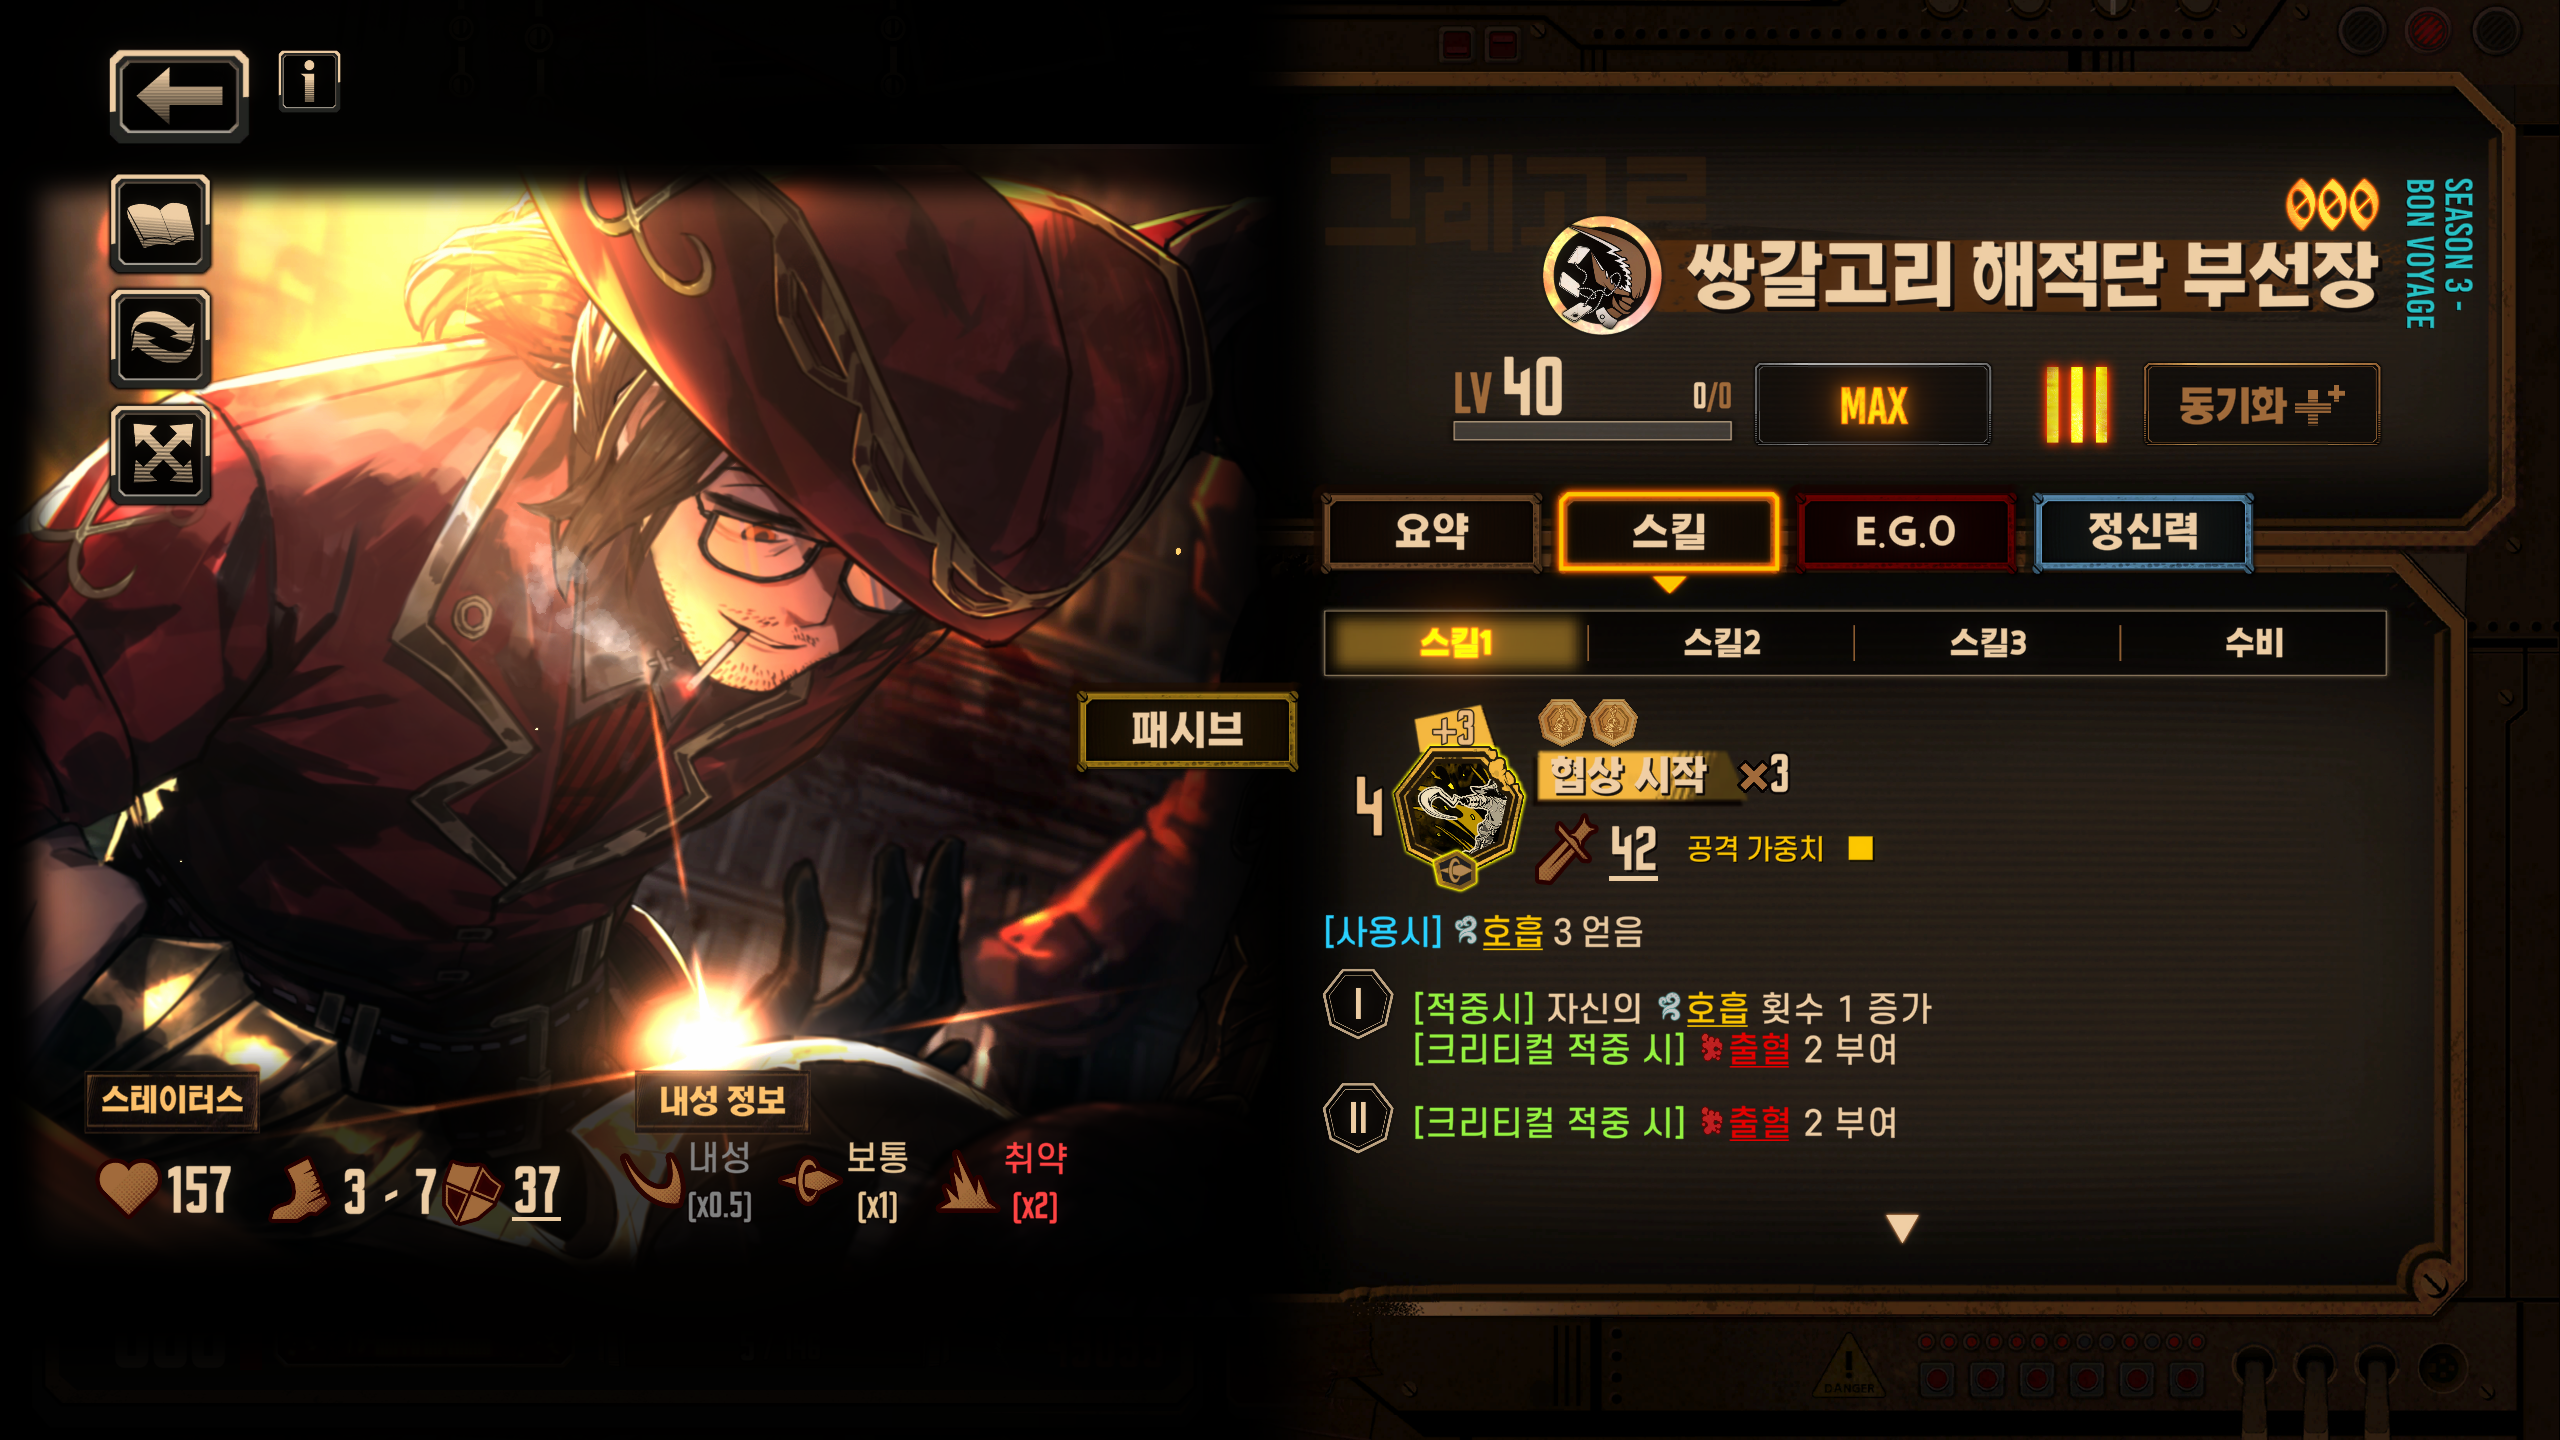 그레고르
쌍갈고리 해적단 부선장
SEASON 3 -
BON VOYAGE
LV 40
0/0
MAX
동기화
요약
스킬
E.G.O
정신력
스킬1
스킬2
스킬3
수비
패시브
+3
4
협상 시작 ×3
42
공격 가중치
[사용시] 호흡 3 얻음
I
[적중시] 자신의 호흡 횟수 1 증가
[크리티컬 적중 시] 출혈 2 부여
II
[크리티컬 적중 시] 출혈 2 부여
스테이터스
157
3 - 7
37
내성 정보
내성
[x0.5]
보통
[x1]
취약
[x2]
DANGER